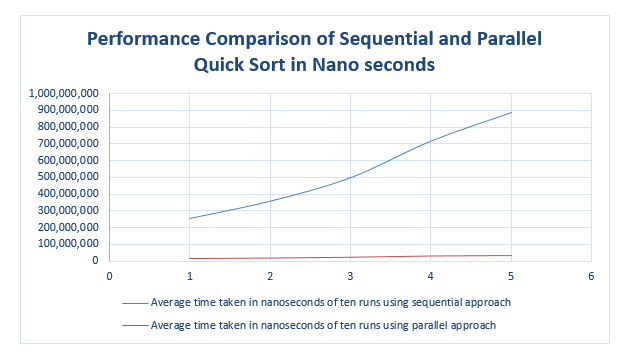 Performance Comparison of Sequential and Parallel
Quick Sort in Nano seconds
1,000,000,000
900,000,000
800,000,000
700,000,000
600,000,000
500,000,000
400,000,000
300,000,000
200,000,000
100,000,000
0
0 1 2 3 4 5 6
Average time taken in nanoseconds of ten runs using sequential approach
Average time taken in nanoseconds of ten runs using parallel approach